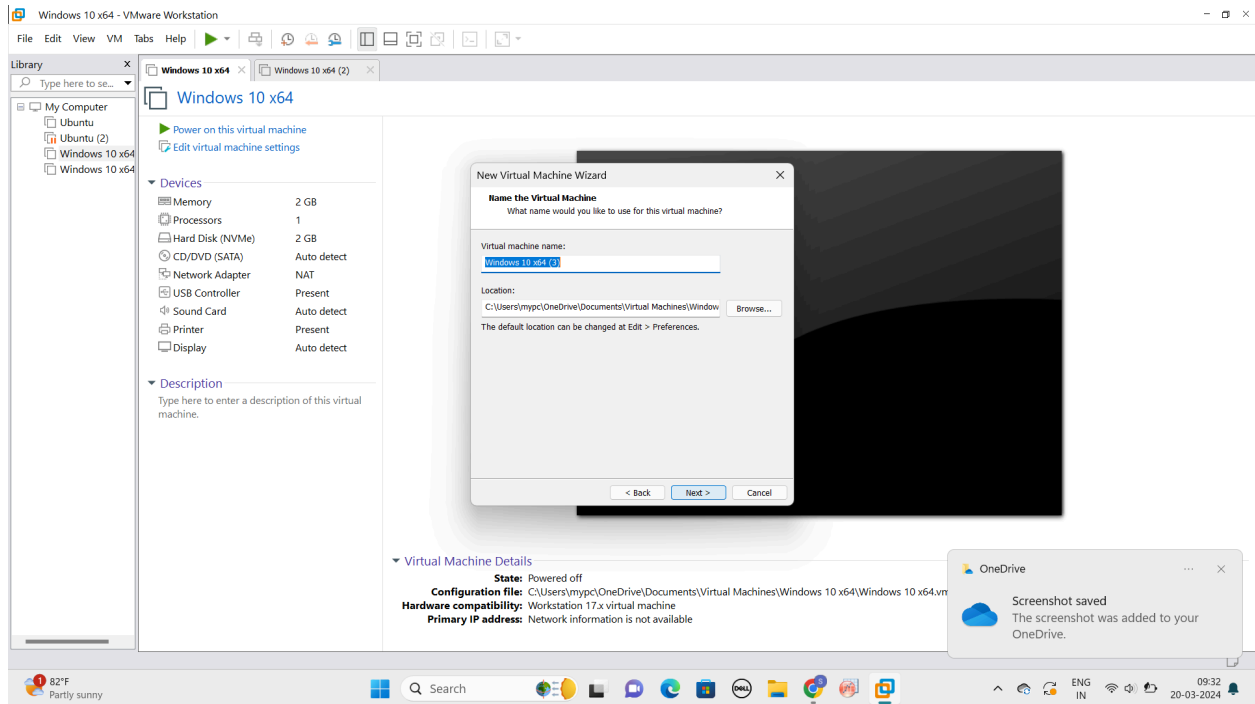 Windows 10 x64 - VMware Workstation
File Edit View VM Tabs Help
Library x
Type here to se...
My Computer
Ubuntu
Ubuntu (2)
Windows 10 x64
Windows 10 x64
Windows 10 x64
Windows 10 x64 (2)
Windows 10 x64
Power on this virtual machine
Edit virtual machine settings
Devices
Memory 2 GB
Processors 1
Hard Disk (NVMe) 2 GB
CD/DVD (SATA) Auto detect
Network Adapter NAT
USB Controller Present
Sound Card Auto detect
Printer Present
Display Auto detect
Description
Type here to enter a description of this virtual
machine.
New Virtual Machine Wizard
Name the Virtual Machine
What name would you like to use for this virtual machine?
Virtual machine name:
Windows 10 x64 (3)
Location:
C:\Users\mypc\OneDrive\Documents\Virtual Machines\Window
Browse...
The default location can be changed at Edit > Preferences.
< Back Next > Cancel
Virtual Machine Details
State: Powered off
Configuration file: C:\Users\mypc\OneDrive\Documents\Virtual Machines\Windows 10 x64\Windows 10 x64.vm
Hardware compatibility: Workstation 17.x virtual machine
Primary IP address: Network information is not available
OneDrive
Screenshot saved
The screenshot was added to your
OneDrive.
1
82°F
Partly sunny
Search
DELL
S
ENG
IN
09:32
20-03-2024